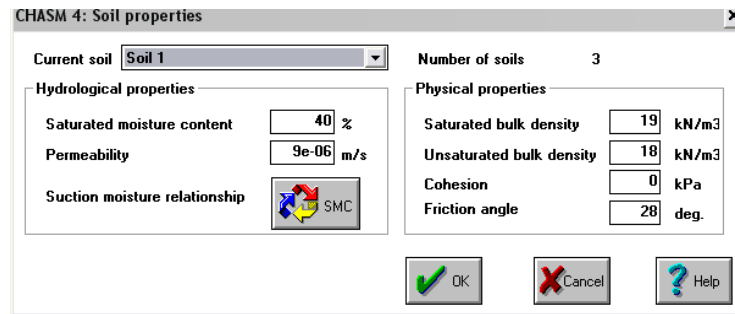 CHASM 4: Soil properties
Current soil Soil 1
Number of soils 3
Hydrological properties
Saturated moisture content 40 %
Permeability 9e-06 m/s
Suction moisture relationship SMC
Physical properties
Saturated bulk density 19 kN/m3
Unsaturated bulk density 18 kN/m3
Cohesion 0 kPa
Friction angle 28 deg.
OK Cancel Help